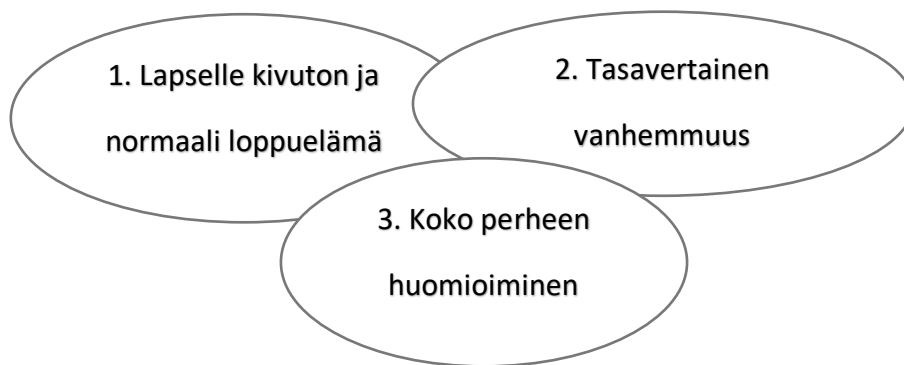 1. Lapselle kivuton ja
normaali loppuelämä
2. Tasavertainen
vanhemmuus
3. Koko perheen
huomioiminen